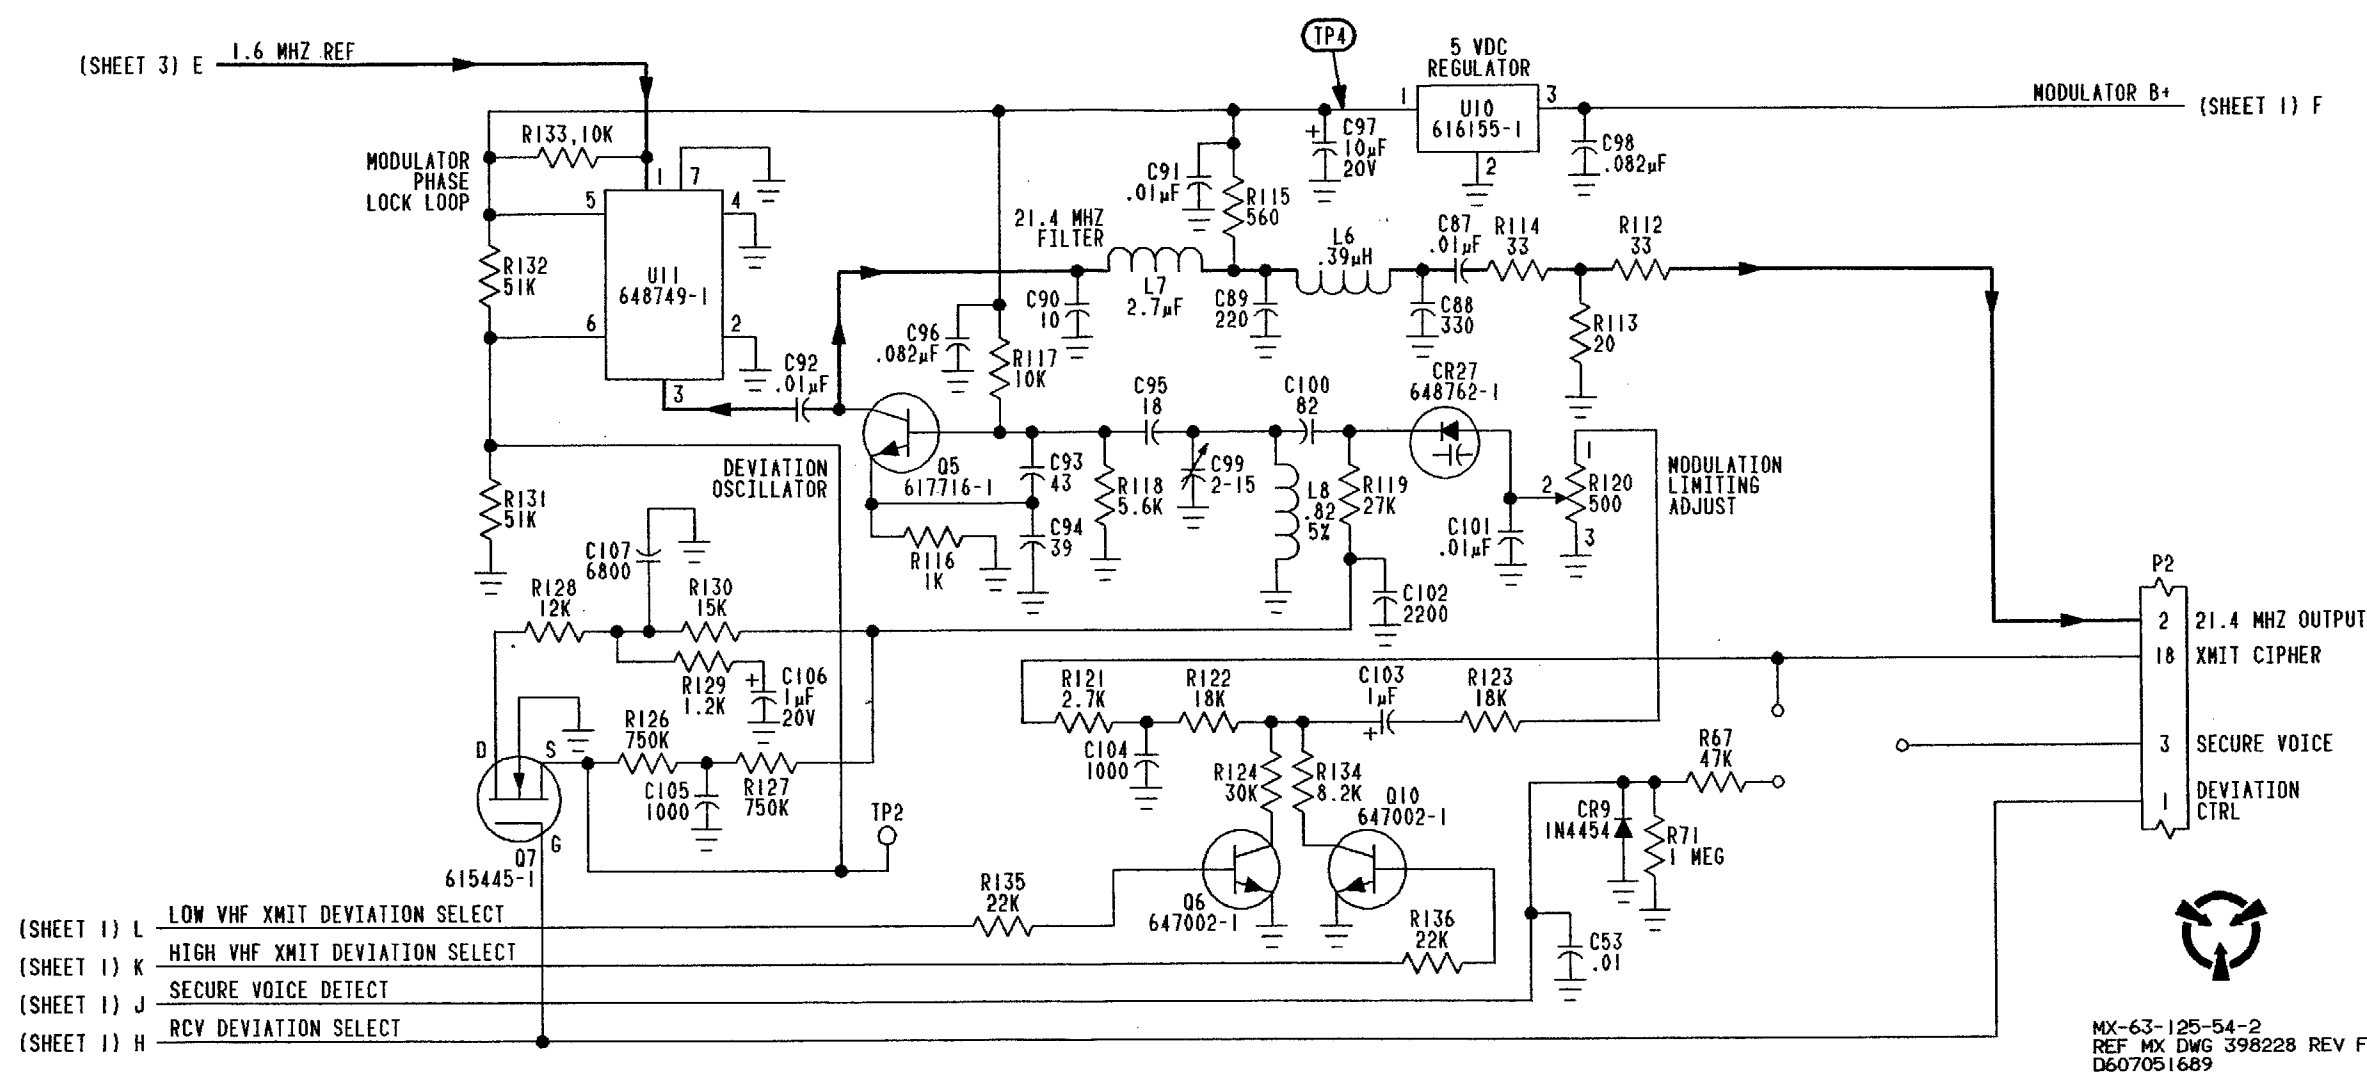 (SHEET 3) E
1.6 MHZ REF
TP4
5 VDC
REGULATOR
1
U10
616155-1
3
2
MODULATOR B+
(SHEET 1) F
R133,10K
MODULATOR
PHASE
LOCK LOOP
1
7
5
4
U11
648749-1
6
2
3
R132
51K
C91
.01µF
R115
560
C97
+
10µF
20V
C98
.082µF
21.4 MHZ
FILTER
L7
2.7µF
L6
.39µH
C87
.01µF
R114
33
R112
33
C90
10
C89
220
C88
330
R113
20
C96
.082µF
R117
10K
C92
.01µF
C95
18
C100
82
CR27
648762-1
DEVIATION
OSCILLATOR
Q5
617716-1
C93
43
R118
5.6K
C99
2-15
L8
.82
5%
R119
27K
1
2
R120
500
3
MODULATION
LIMITING
ADJUST
R131
51K
C94
39
R116
1K
C101
.01µF
C107
6800
R128
12K
R130
15K
C102
2200
R129
1.2K
+
C106
1µF
20V
R126
750K
D
S
G
C105
1000
R127
750K
Q7
615445-1
TP2
R121
2.7K
R122
18K
C103
1µF
+
R123
18K
C104
1000
R124
30K
R134
8.2K
Q10
647002-1
R67
47K
CR9
1N4454
R71
1 MEG
P2
2
21.4 MHZ OUTPUT
18
XMIT CIPHER
3
SECURE VOICE
1
DEVIATION
CTRL
R135
22K
Q6
647002-1
R136
22K
C53
.01
(SHEET 1) L
LOW VHF XMIT DEVIATION SELECT
(SHEET 1) K
HIGH VHF XMIT DEVIATION SELECT
(SHEET 1) J
SECURE VOICE DETECT
(SHEET 1) H
RCV DEVIATION SELECT
MX-63-125-54-2
REF MX DWG 398228 REV F
D607051689